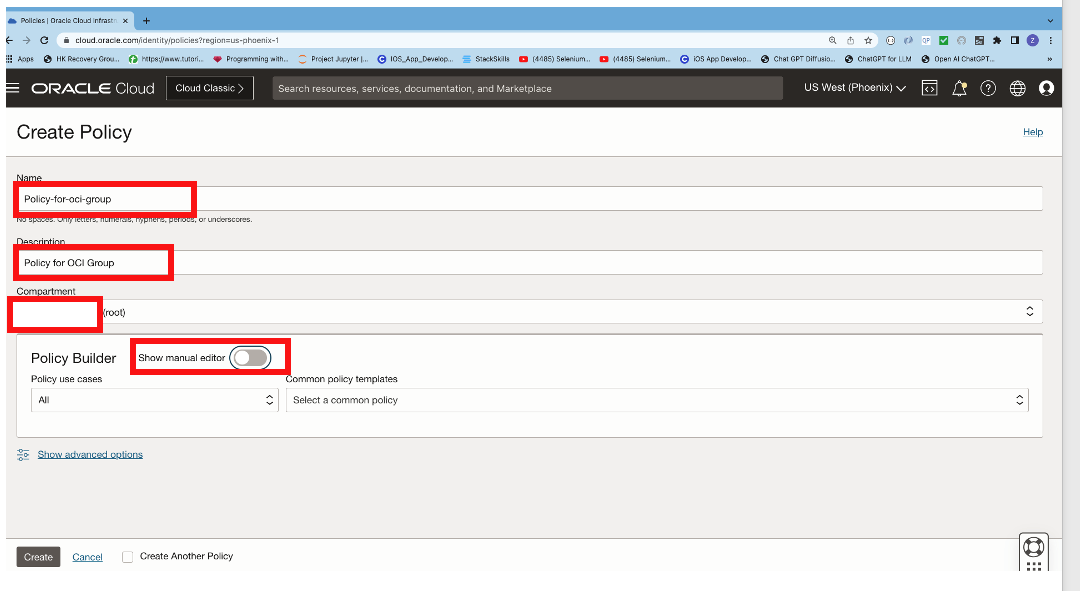 Policies | Oracle Cloud Infrastr
cloud.oracle.com/identity/policies?region=us-phoenix-1
Apps HK Recovery Grou... https://www.tutori... Programming with... Project Jupyter |... IOS_App_Develop... StackSkills (4485) Selenium... (4485) Selenium... iOS App Develop... Chat GPT Diffusio... ChatGPT for LLM Open AI ChatGPT... »
ORACLE Cloud Cloud Classic > Search resources, services, documentation, and Marketplace US West (Phoenix)
Create Policy Help
Name
Policy-for-oci-group
No spaces. Only letters, numerals, hyphens, periods, or underscores.
Description
Policy for OCI Group
Compartment
(root)
Policy Builder Show manual editor
Policy use cases Common policy templates
All Select a common policy
Show advanced options
Create Cancel Create Another Policy